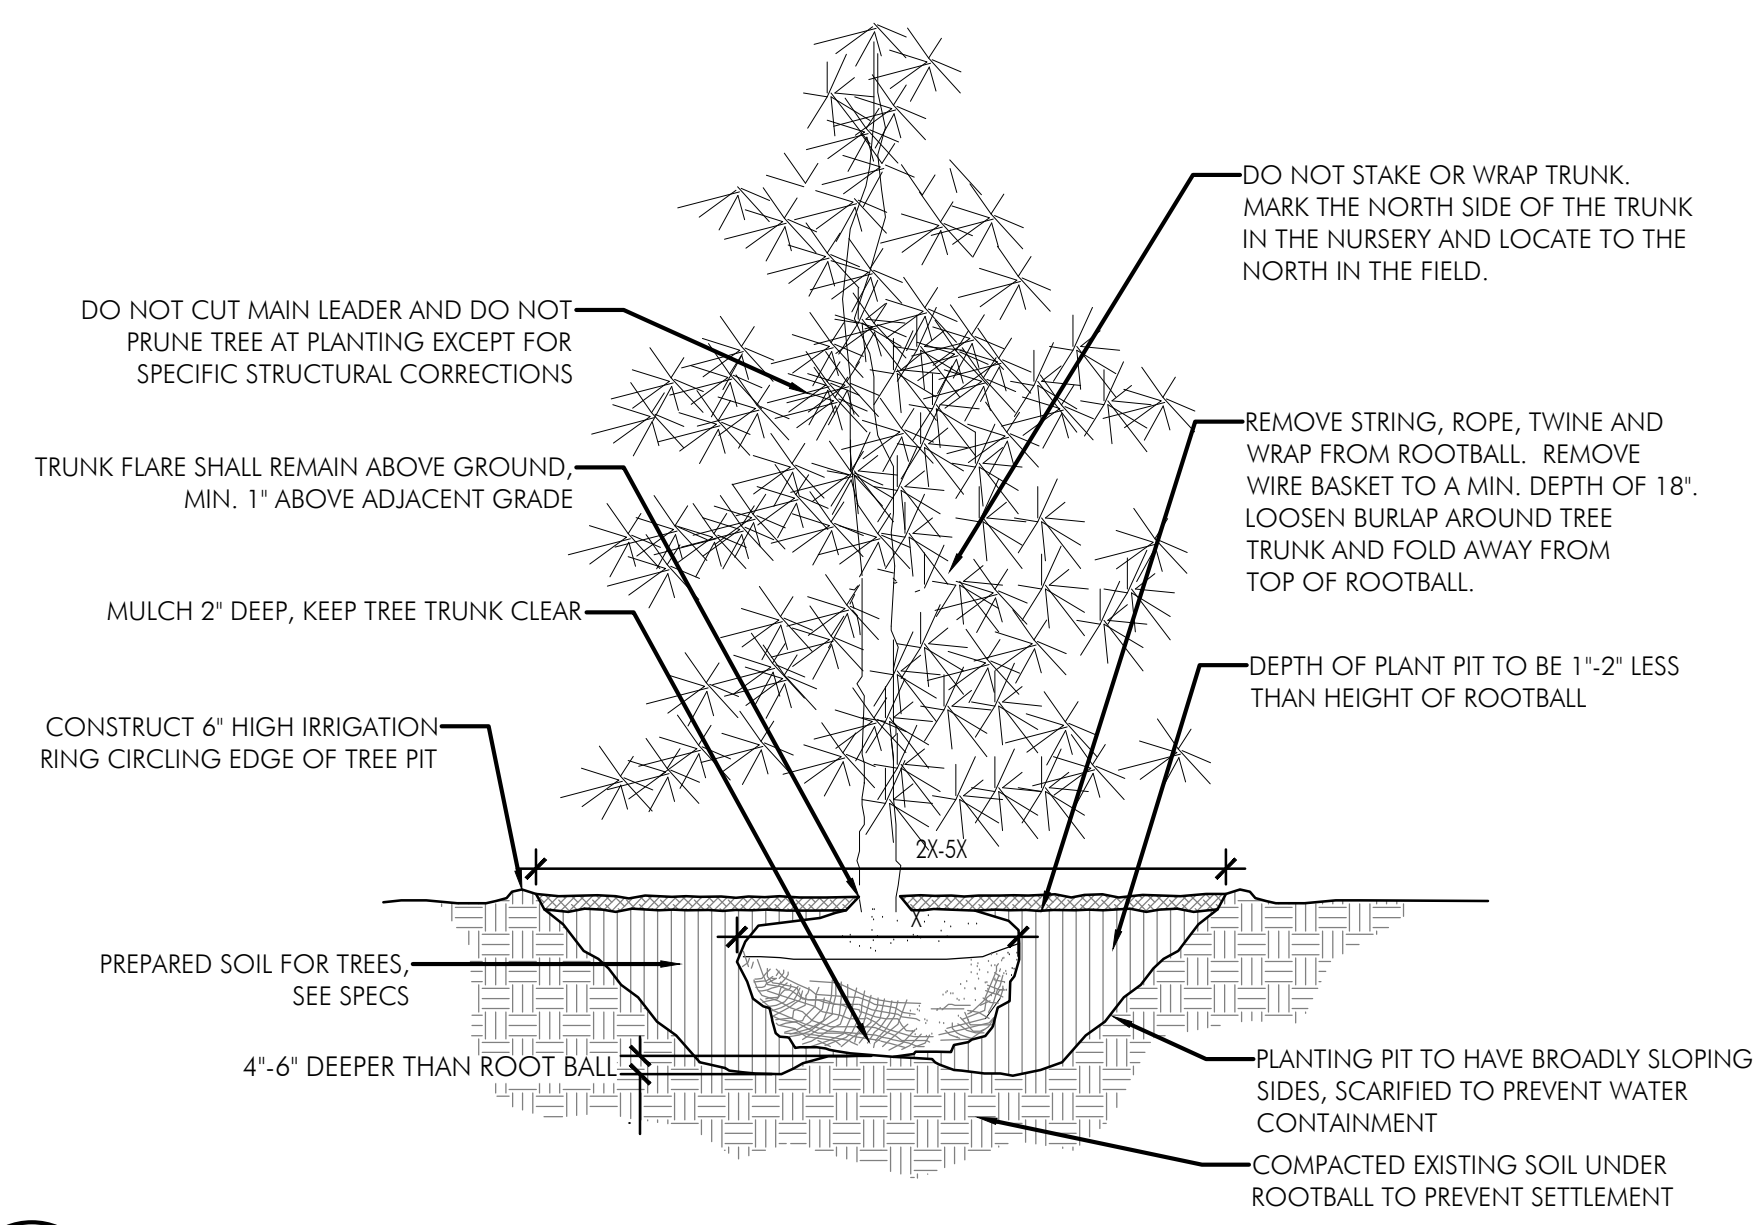 DO NOT STAKE OR WRAP TRUNK.
MARK THE NORTH SIDE OF THE TRUNK
IN THE NURSERY AND LOCATE TO THE
NORTH IN THE FIELD.
DO NOT CUT MAIN LEADER AND DO NOT
PRUNE TREE AT PLANTING EXCEPT FOR
SPECIFIC STRUCTURAL CORRECTIONS
REMOVE STRING, ROPE, TWINE AND
WRAP FROM ROOTBALL. REMOVE
WIRE BASKET TO A MIN. DEPTH OF 18".
LOOSEN BURLAP AROUND TREE
TRUNK AND FOLD AWAY FROM
TOP OF ROOTBALL.
TRUNK FLARE SHALL REMAIN ABOVE GROUND,
MIN. 1" ABOVE ADJACENT GRADE
MULCH 2" DEEP, KEEP TREE TRUNK CLEAR
DEPTH OF PLANT PIT TO BE 1"-2" LESS
THAN HEIGHT OF ROOTBALL
CONSTRUCT 6" HIGH IRRIGATION
RING CIRCLING EDGE OF TREE PIT
2X-5X
X
PREPARED SOIL FOR TREES,
SEE SPECS
4"-6" DEEPER THAN ROOT BALL
PLANTING PIT TO HAVE BROADLY SLOPING
SIDES, SCARIFIED TO PREVENT WATER
CONTAINMENT
COMPACTED EXISTING SOIL UNDER
ROOTBALL TO PREVENT SETTLEMENT